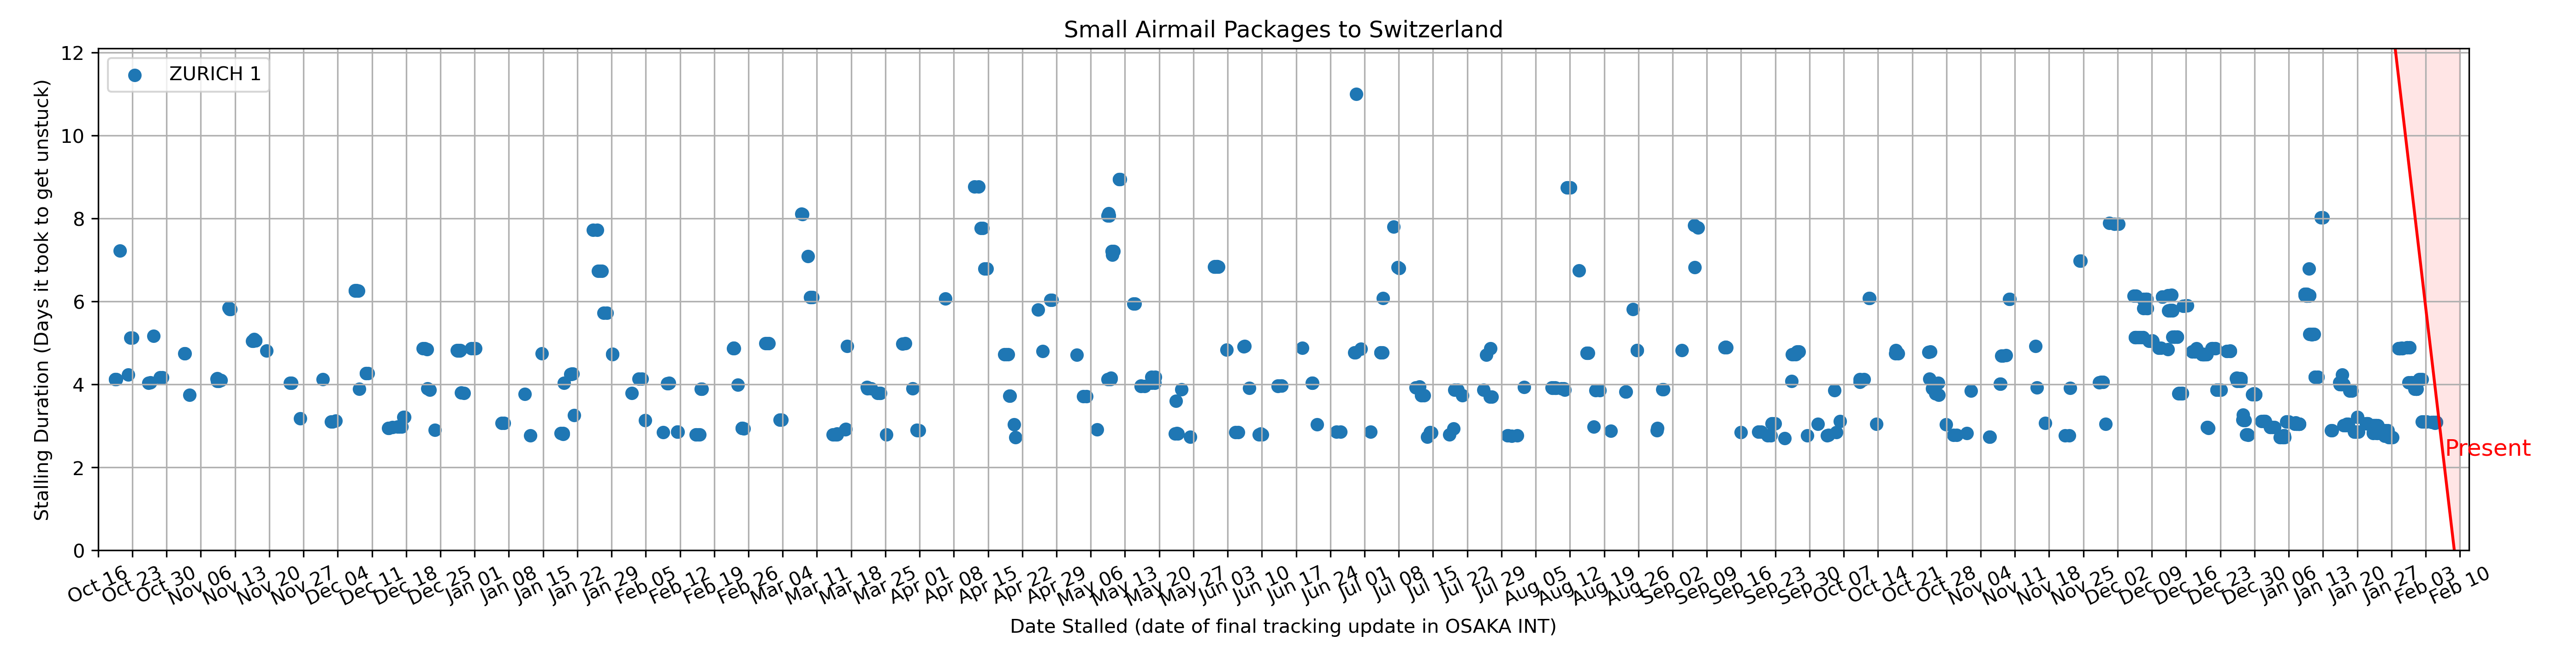 Small Airmail Packages to Switzerland
ZURICH 1
Stalling Duration (Days it took to get unstuck)
12
10
8
6
4
2
0
Present
Oct 16
Oct 23
Oct 30
Nov 06
Nov 13
Nov 20
Nov 27
Dec 04
Dec 11
Dec 18
Dec 25
Jan 01
Jan 08
Jan 15
Jan 22
Jan 29
Feb 05
Feb 12
Feb 19
Feb 26
Mar 04
Mar 11
Mar 18
Mar 25
Apr 01
Apr 08
Apr 15
Apr 22
Apr 29
May 06
May 13
May 20
May 27
Jun 03
Jun 10
Jun 17
Jun 24
Jul 01
Jul 08
Jul 15
Jul 22
Jul 29
Aug 05
Aug 12
Aug 19
Aug 26
Sep 02
Sep 09
Sep 16
Sep 23
Sep 30
Oct 07
Oct 14
Oct 21
Oct 28
Nov 04
Nov 11
Nov 18
Nov 25
Dec 02
Dec 09
Dec 16
Dec 23
Dec 30
Jan 06
Jan 13
Jan 20
Jan 27
Feb 03
Feb 10
Date Stalled (date of final tracking update in OSAKA INT)